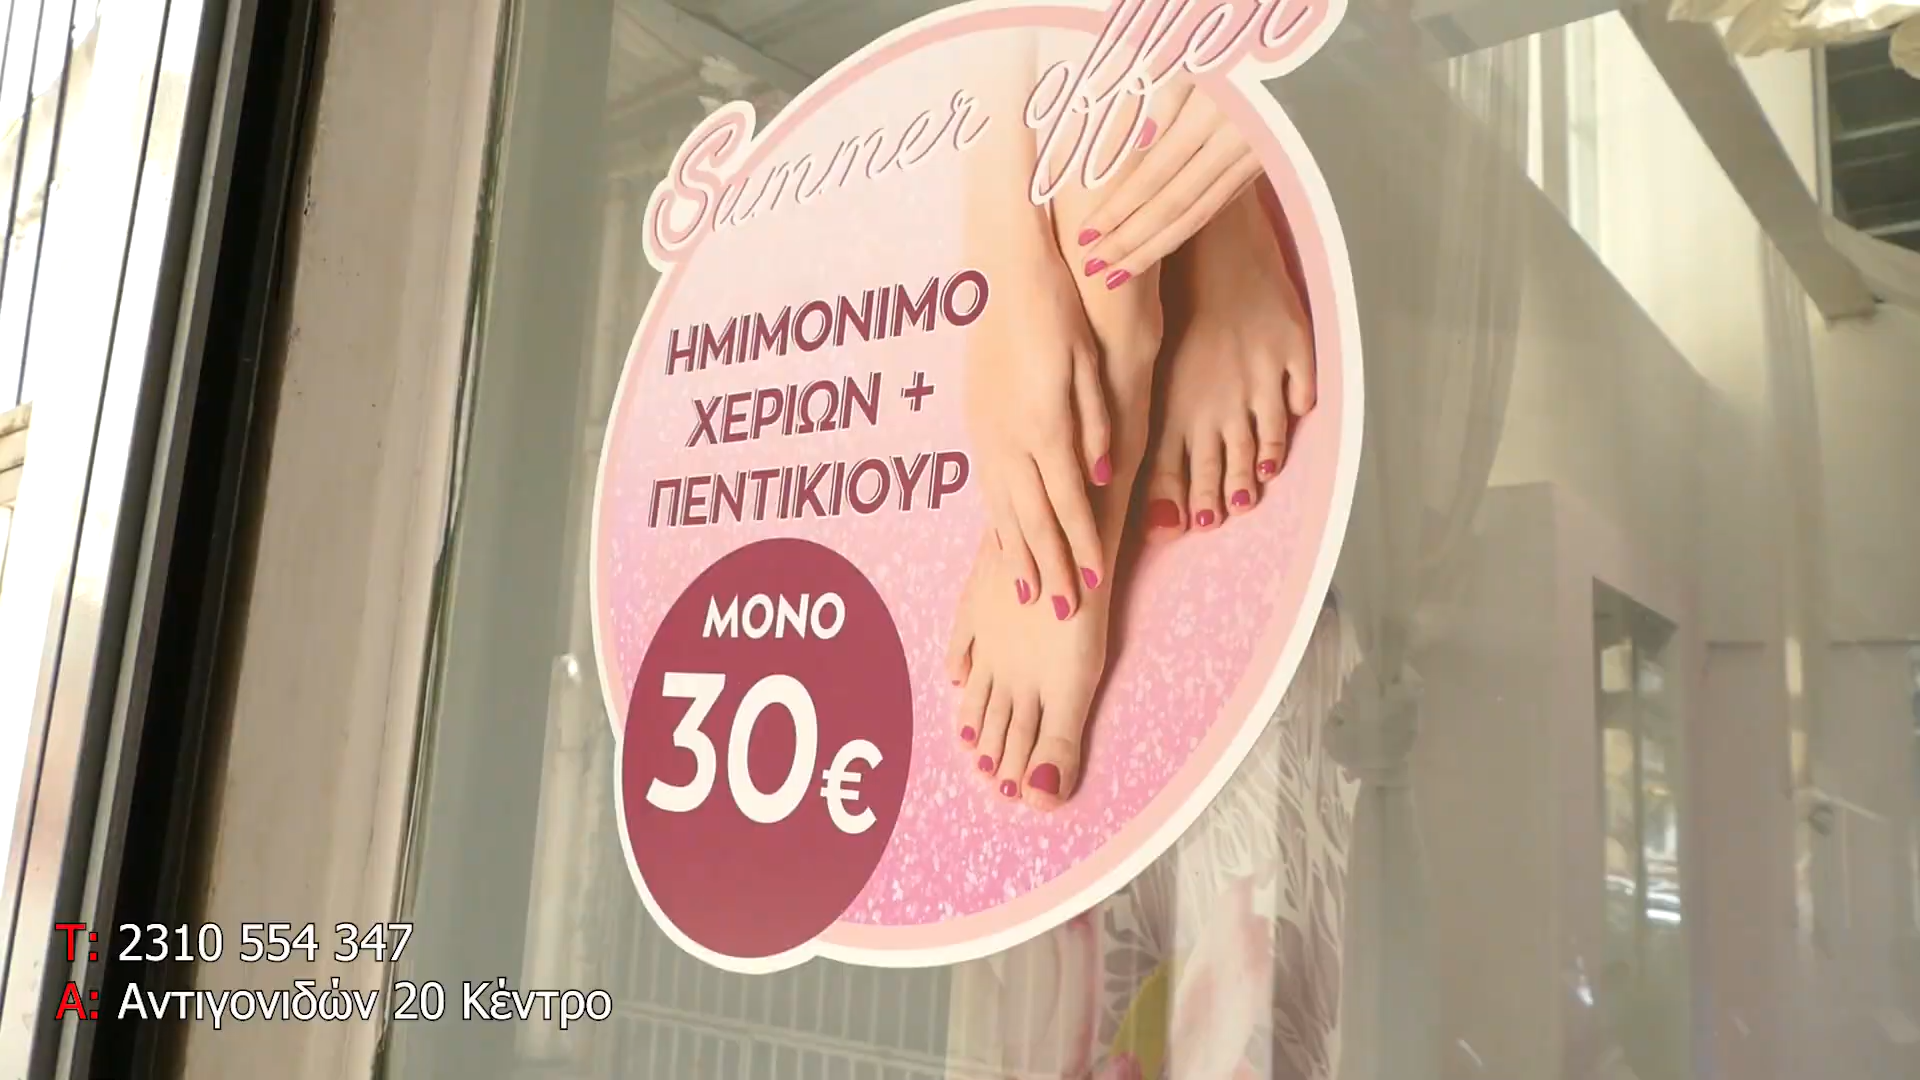 Summer offer
ΗΜΙΜΟΝΙΜΟ
ΧΕΡΙΩΝ +
ΠΕΝΤΙΚΙΟΥΡ
ΜΟΝΟ
30€
T: 2310 554 347
A: Αντιγονιδών 20 Κέντρο